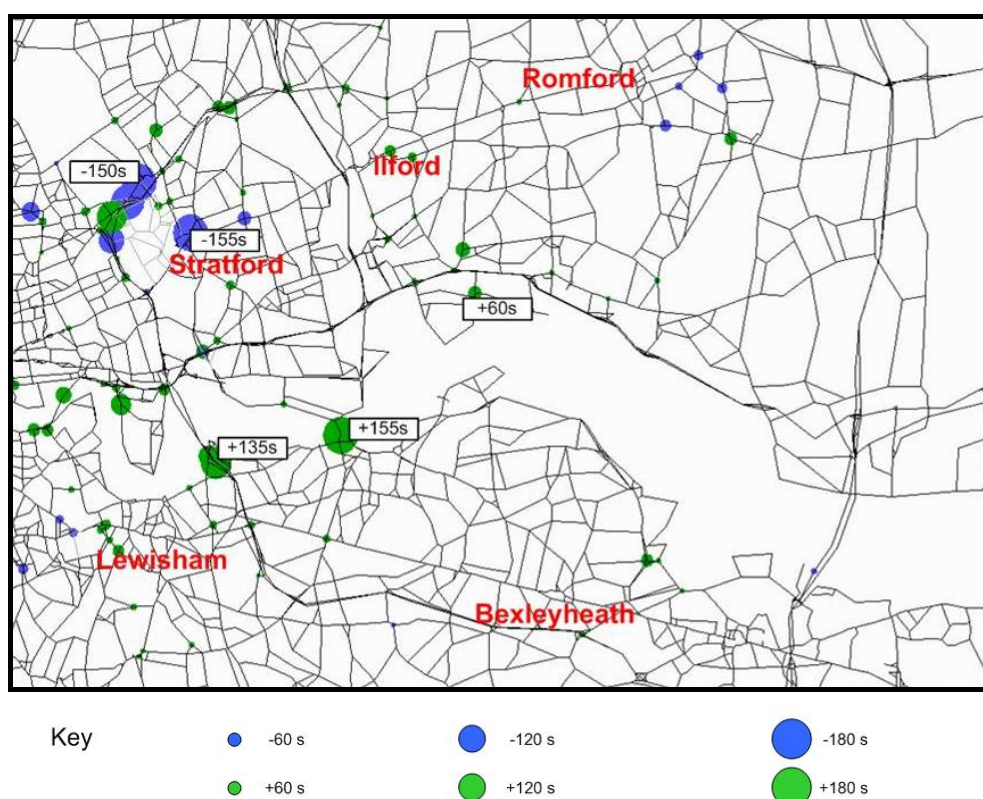 Romford
Ilford
-150s
-155s
Stratford
+60s
+155s
+135s
Lewisham
Bexleyheath
Key
-60 s
-120 s
-180 s
+60 s
+120 s
+180 s